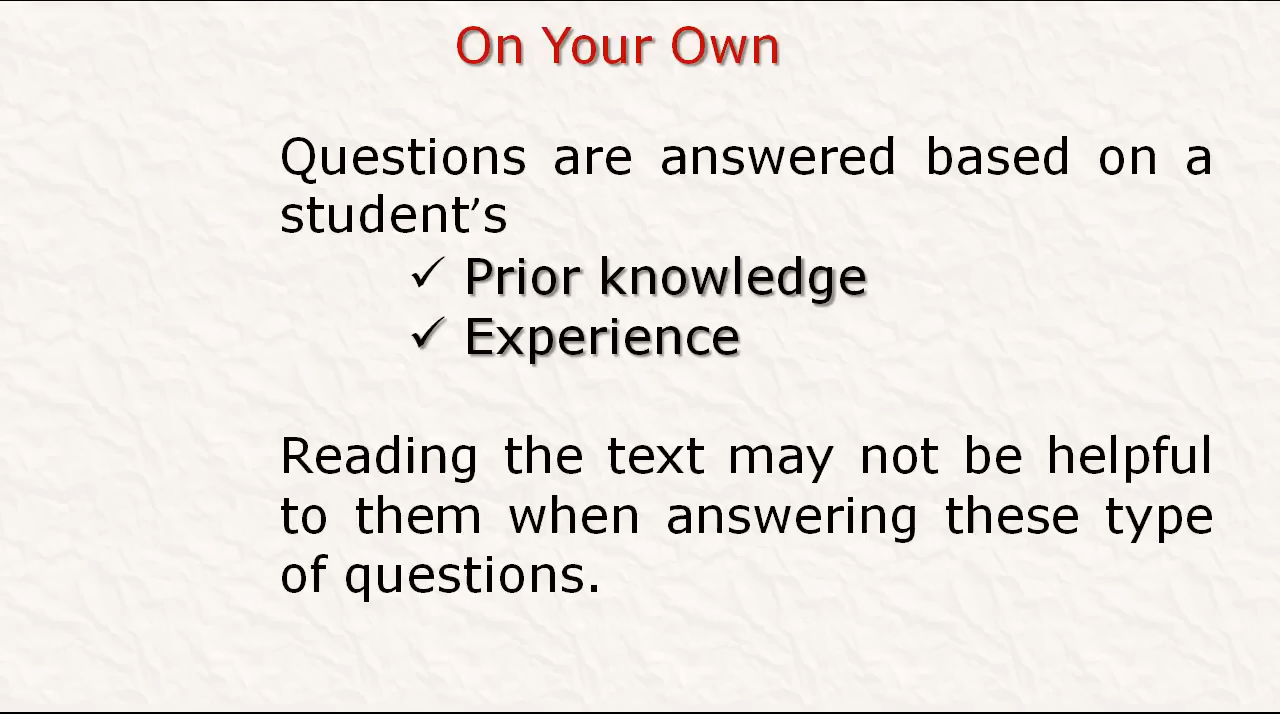 On Your Own
Questions are answered based on a
student’s
✓ Prior knowledge
✓ Experience
Reading the text may not be helpful
to them when answering these type
of questions.